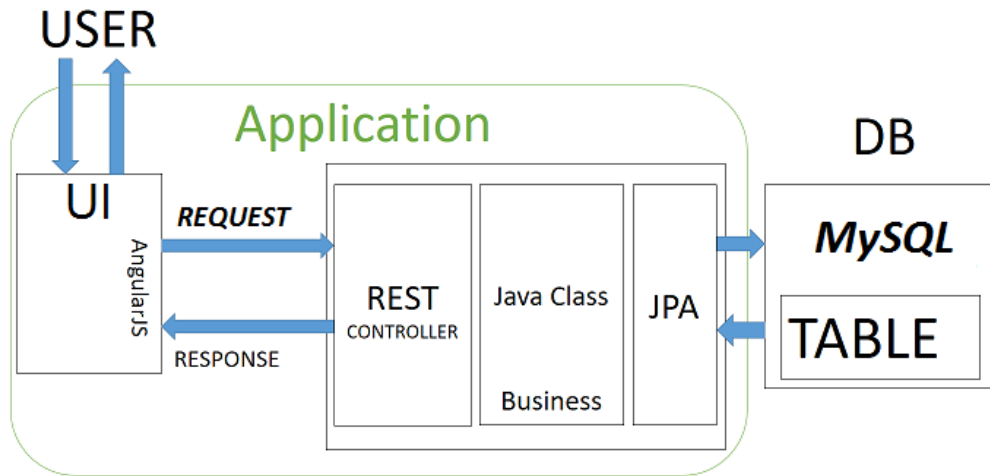 USER
Application
DB
UI
AngularJS
REQUEST
RESPONSE
REST
CONTROLLER
Java Class
Business
JPA
MySQL
TABLE